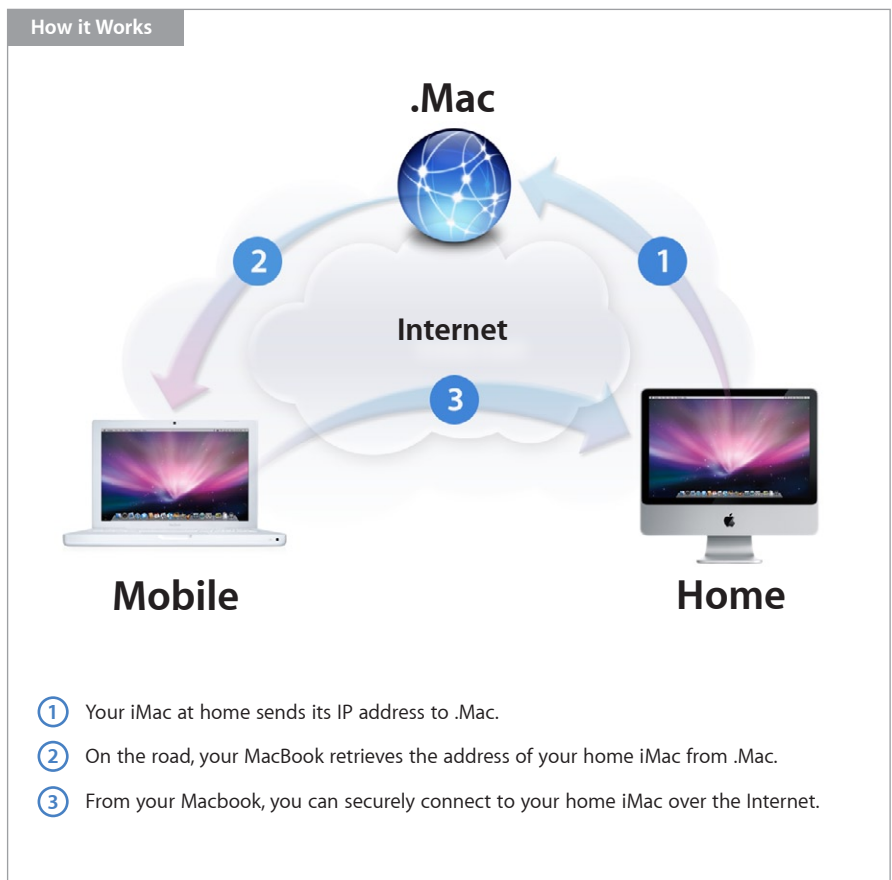 How it Works
.Mac
2
1
Internet
3
Mobile
Home
1 Your iMac at home sends its IP address to .Mac.
2 On the road, your MacBook retrieves the address of your home iMac from .Mac.
3 From your Macbook, you can securely connect to your home iMac over the Internet.